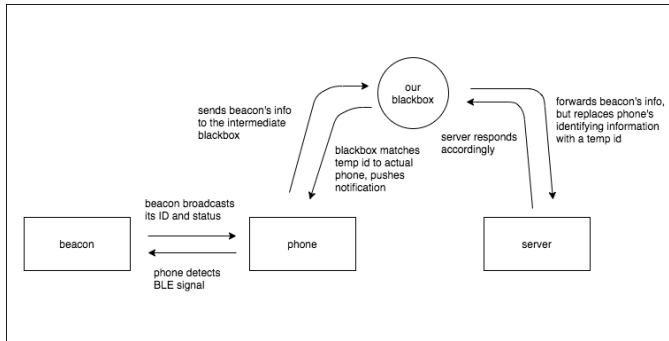 our
blackbox
sends beacon's info
to the intermediate
blackbox
forwards beacon's info,
but replaces phone's
identifying information
with a temp id
server responds
accordingly
blackbox matches
temp id to actual
phone, pushes
notification
beacon broadcasts
its ID and status
beacon
phone
server
phone detects
BLE signal